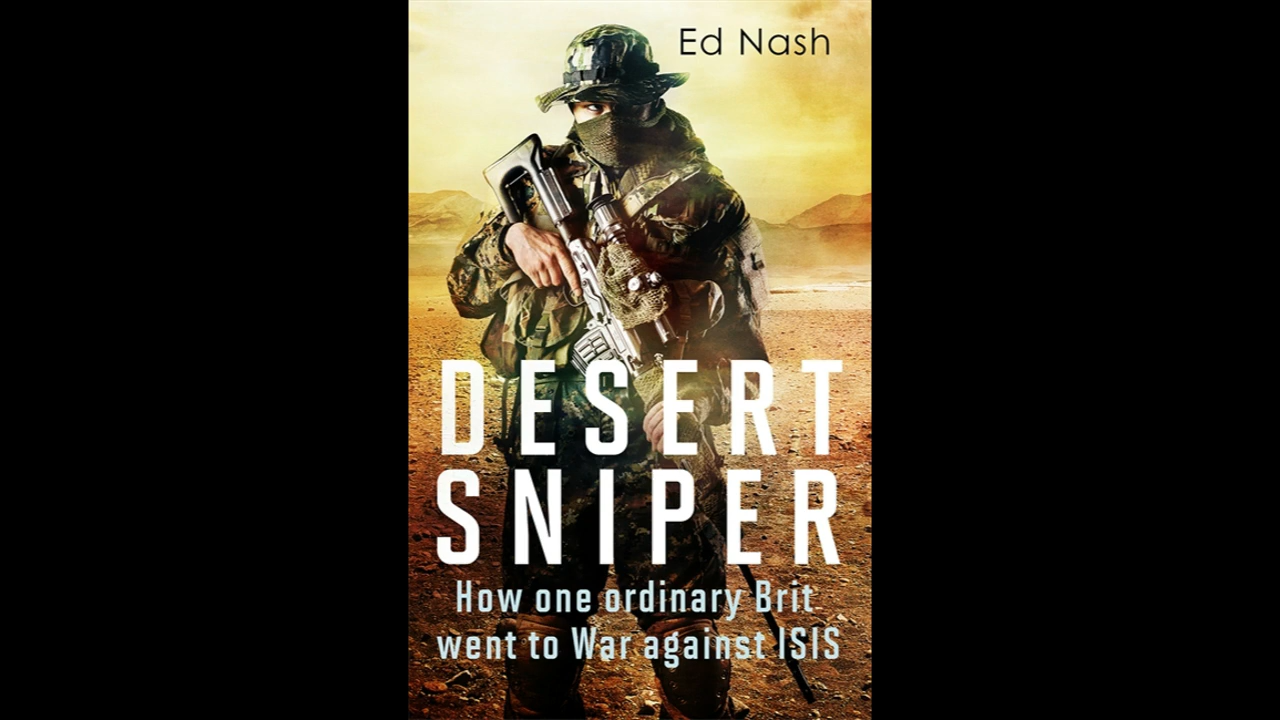 Ed Nash
DESERT
SNIPER
How one ordinary Brit
went to War against ISIS